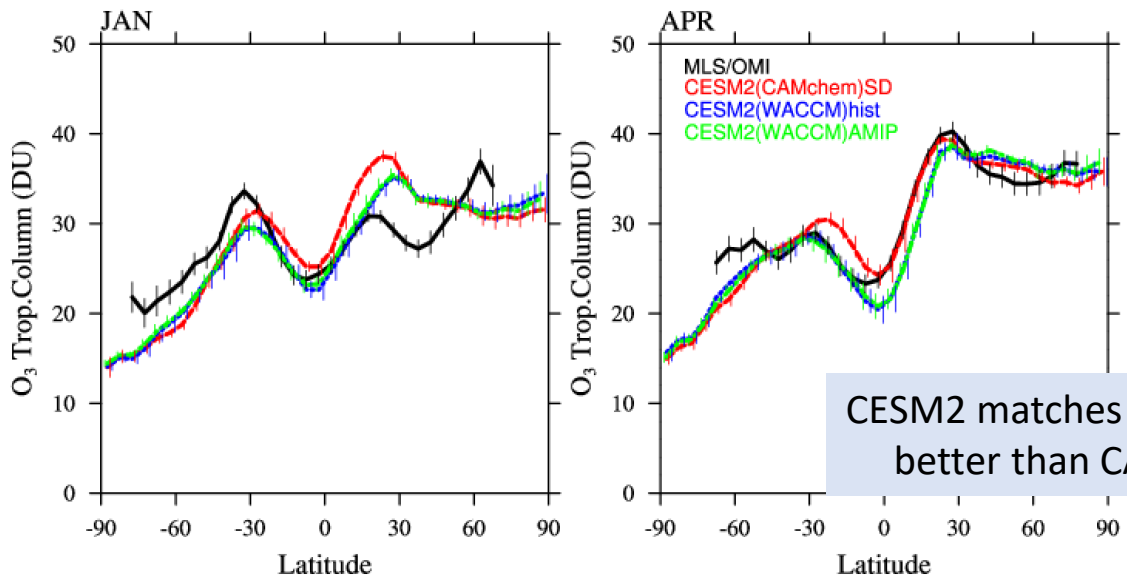 JAN
50
40
30
20
10
0
O3 Trop.Column (DU)
-90 -60 -30 0 30 60 90
Latitude
APR
50
40
30
20
10
0
O3 Trop.Column (DU)
MLS/OMI
CESM2(CAMchem)SD
CESM2(WACCM)hist
CESM2(WACCM)AMIP
CESM2 matches
better than
-90 -60 -30 0 30 60 90
Latitude